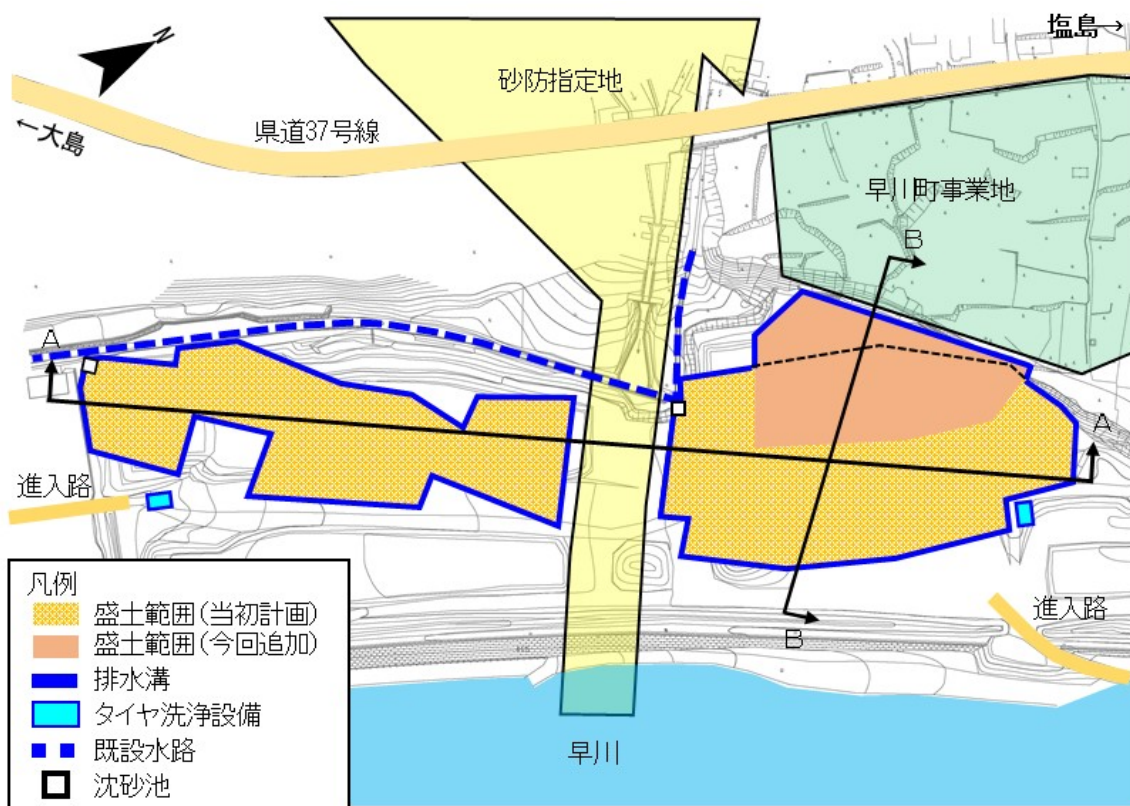 N
塩島→
砂防指定地
県道37号線
←大島
早川町事業地
B
A
A
進入路
進入路
B
早川
凡例
盛土範囲(当初計画)
盛土範囲(今回追加)
排水溝
タイヤ洗浄設備
既設水路
沈砂池